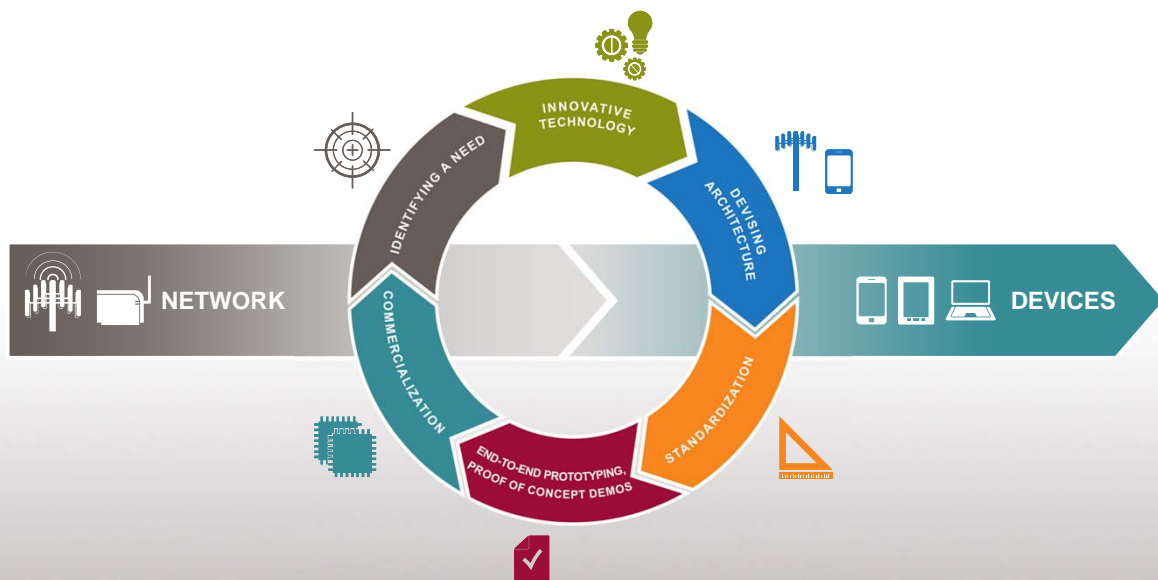 INNOVATIVE
TECHNOLOGY
IDENTIFYING A NEED
DEVISING
ARCHITECTURE
NETWORK
DEVICES
COMMERCIALIZATION
STANDARDIZATION
END-TO-END PROTOTYPING,
PROOF OF CONCEPT DEMOS